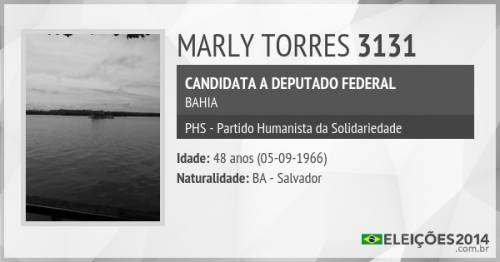 MARLY TORRES 3131
CANDIDATA A DEPUTADO FEDERAL
BAHIA
PHS - Partido Humanista da Solidariedade
Idade: 48 anos (05-09-1966)
Naturalidade: BA - Salvador
ELEIÇÕES2014
.com.br